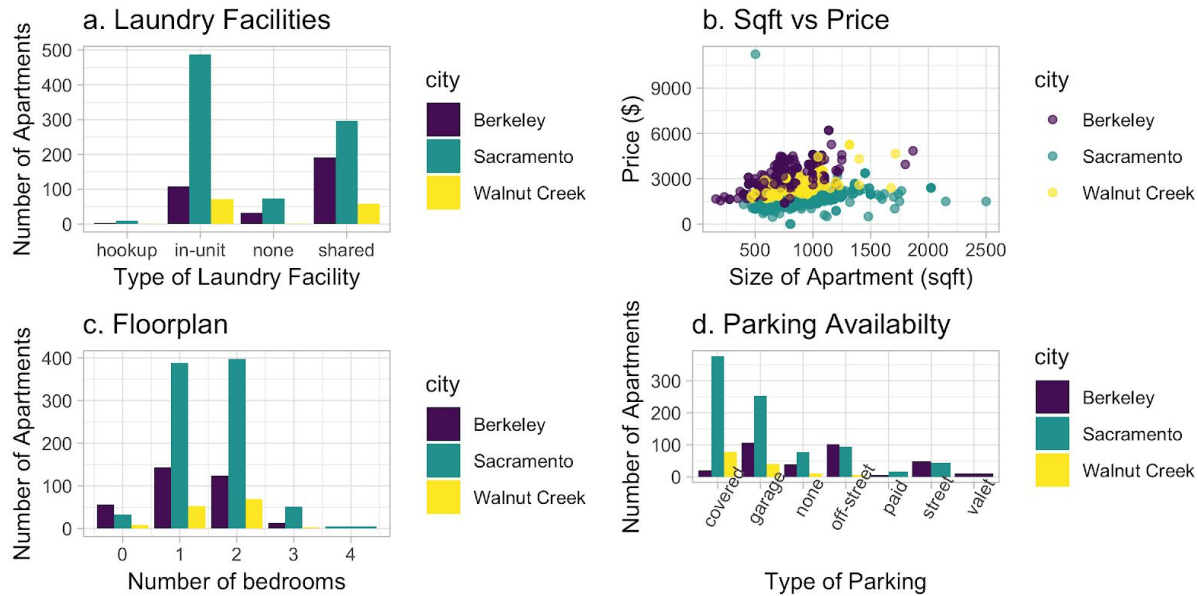 a. Laundry Facilities
Number of Apartments
500
400
300
200
100
0
hookup in-unit none shared
Type of Laundry Facility
city
Berkeley
Sacramento
Walnut Creek
b. Sqft vs Price
Price ($)
9000
6000
3000
0
500 1000 1500 2000 2500
Size of Apartment (sqft)
city
Berkeley
Sacramento
Walnut Creek
c. Floorplan
Number of Apartments
400
300
200
100
0
0 1 2 3 4
Number of bedrooms
city
Berkeley
Sacramento
Walnut Creek
d. Parking Availabilty
Number of Apartments
300
200
100
0
covered garage none off-street paid street valet
Type of Parking
city
Berkeley
Sacramento
Walnut Creek